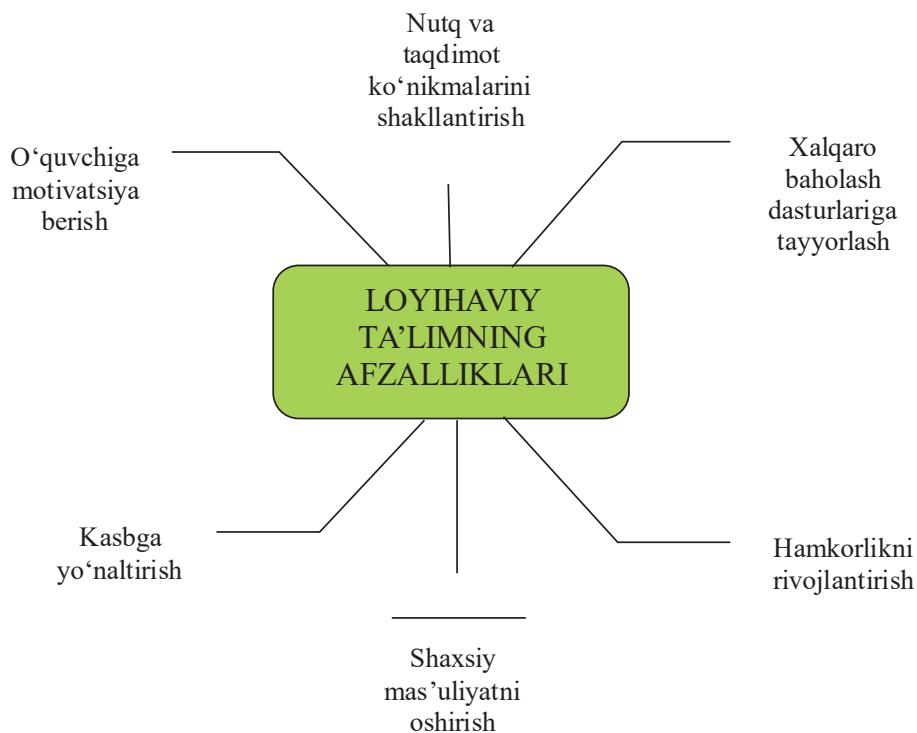 Nutq va
taqdimot
ko‘nikmalarini
shakllantirish
O‘quvchiga
motivatsiya
berish
Xalqaro
baholash
dasturlariga
tayyorlash
LOYIHAVIY
TA’LIMNING
AFZALLIKLARI
Kasbga
yo‘naltirish
Hamkorlikni
rivojlantirish
Shaxsiy
mas’uliyatni
oshirish